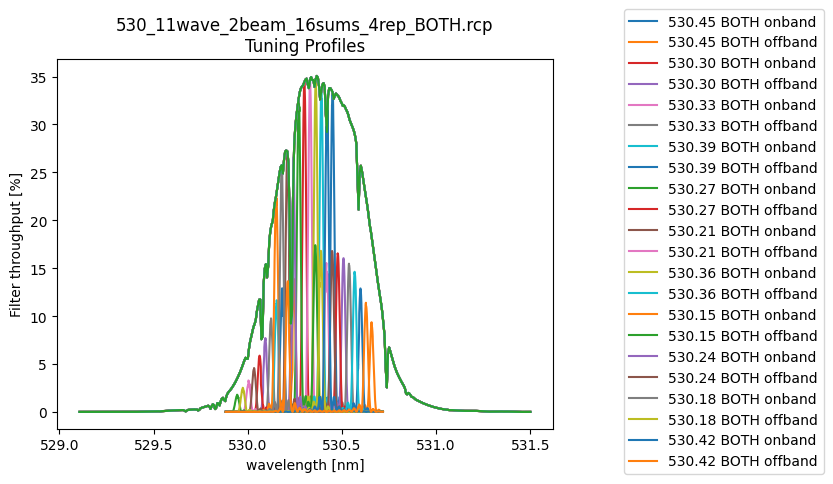 530_11wave_2beam_16sums_4rep_BOTH.rcp
Tuning Profiles
Filter throughput [%]
35
30
25
20
15
10
5
0
529.0 529.5 530.0 530.5 531.0 531.5
wavelength [nm]
530.45 BOTH onband
530.45 BOTH offband
530.30 BOTH onband
530.30 BOTH offband
530.33 BOTH onband
530.33 BOTH offband
530.39 BOTH onband
530.39 BOTH offband
530.27 BOTH onband
530.27 BOTH offband
530.21 BOTH onband
530.21 BOTH offband
530.36 BOTH onband
530.36 BOTH offband
530.15 BOTH onband
530.15 BOTH offband
530.24 BOTH onband
530.24 BOTH offband
530.18 BOTH onband
530.18 BOTH offband
530.42 BOTH onband
530.42 BOTH offband